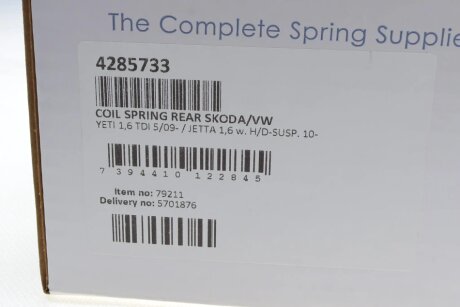 The Complete Spring Supplie
4285733
COIL SPRING REAR SKODA/VW
YETI 1,6 TDI 5/09- / JETTA 1,6 w. H/D-SUSP. 10-
7 394410 122845
Item no: 79211
Delivery no: 5701876